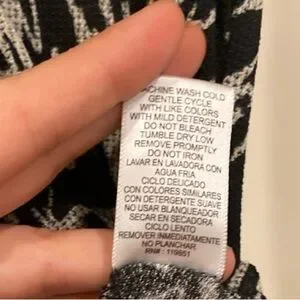 MACHINE WASH COLD
GENTLE CYCLE
WITH LIKE COLORS
WITH MILD DETERGENT
DO NOT BLEACH
TUMBLE DRY LOW
REMOVE PROMPTLY
DO NOT IRON
LAVAR EN LAVADORA CON
AGUA FRIA
CICLO DELICADO
CON COLORES SIMILARES
CON DETERGENTE SUAVE
NO USAR BLANQUEADOR
SECAR EN SECADORA
CICLO LENTO
REMOVER INMEDIATAMENTE
NO PLANCHAR
RN#: 119851